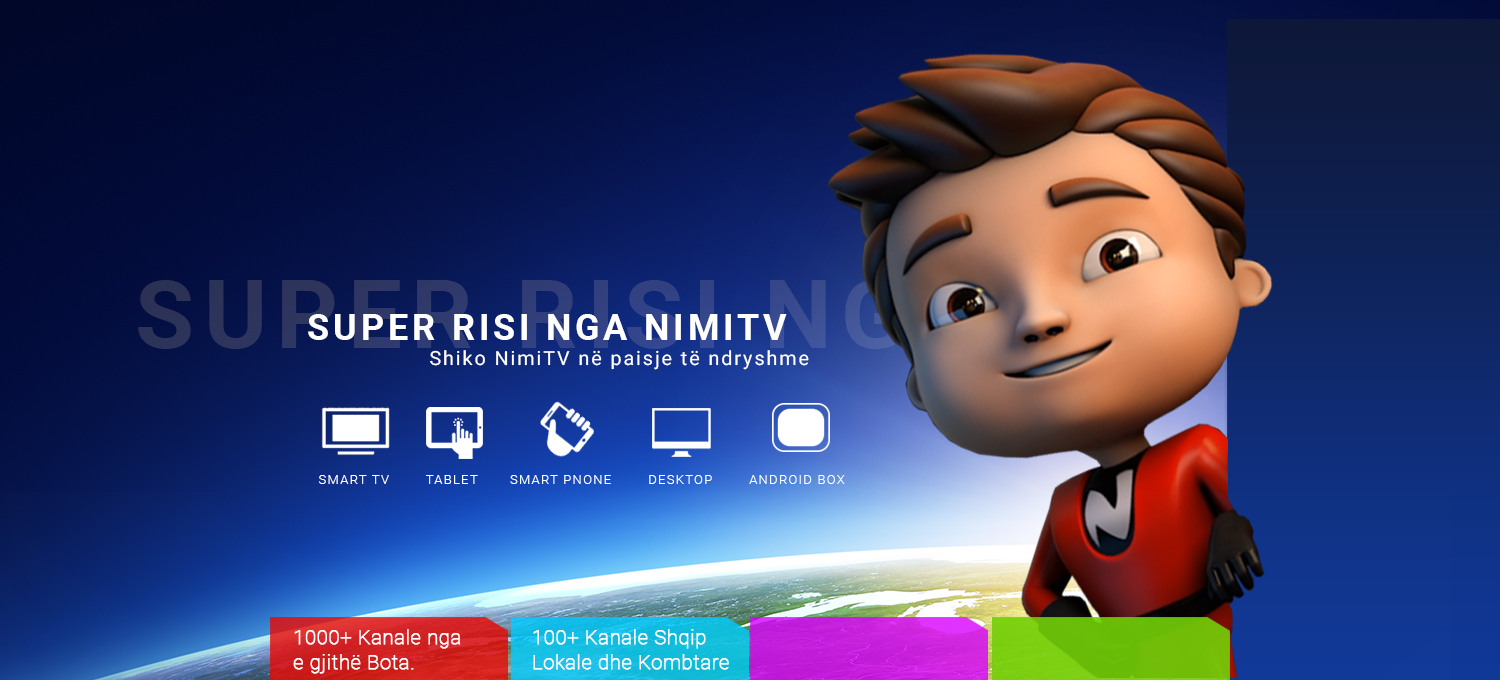 SUPER RISI NG
SUPER RISI NGA NIMITV
Shiko NimiTV në paisje të ndryshme
SMART TV
TABLET
SMART PNONE
DESKTOP
ANDROID BOX
N
1000+ Kanale nga
e gjithë Bota.
100+ Kanale Shqip
Lokale dhe Kombtare